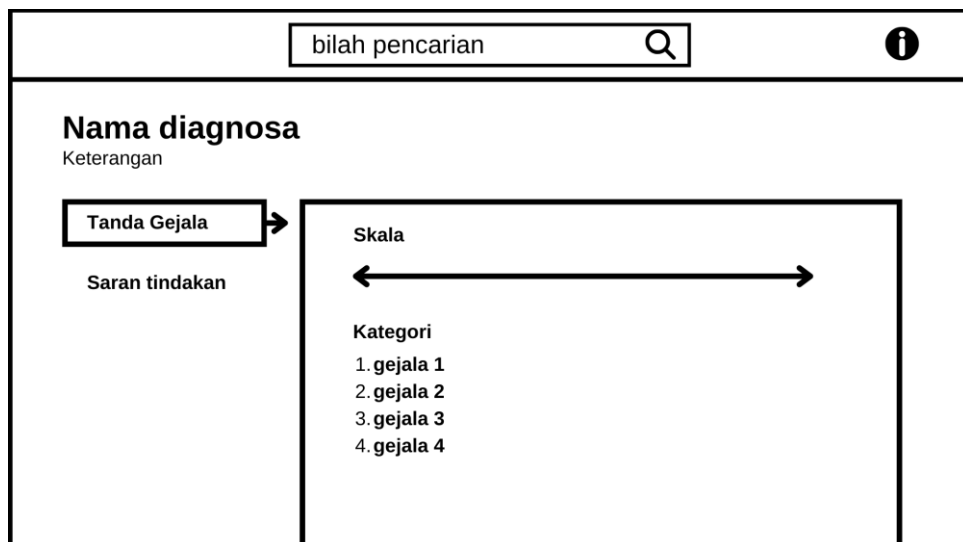 bilah pencarian
Nama diagnosa
Keterangan
Tanda Gejala
Saran tindakan
Skala
Kategori
1. gejala 1
2. gejala 2
3. gejala 3
4. gejala 4